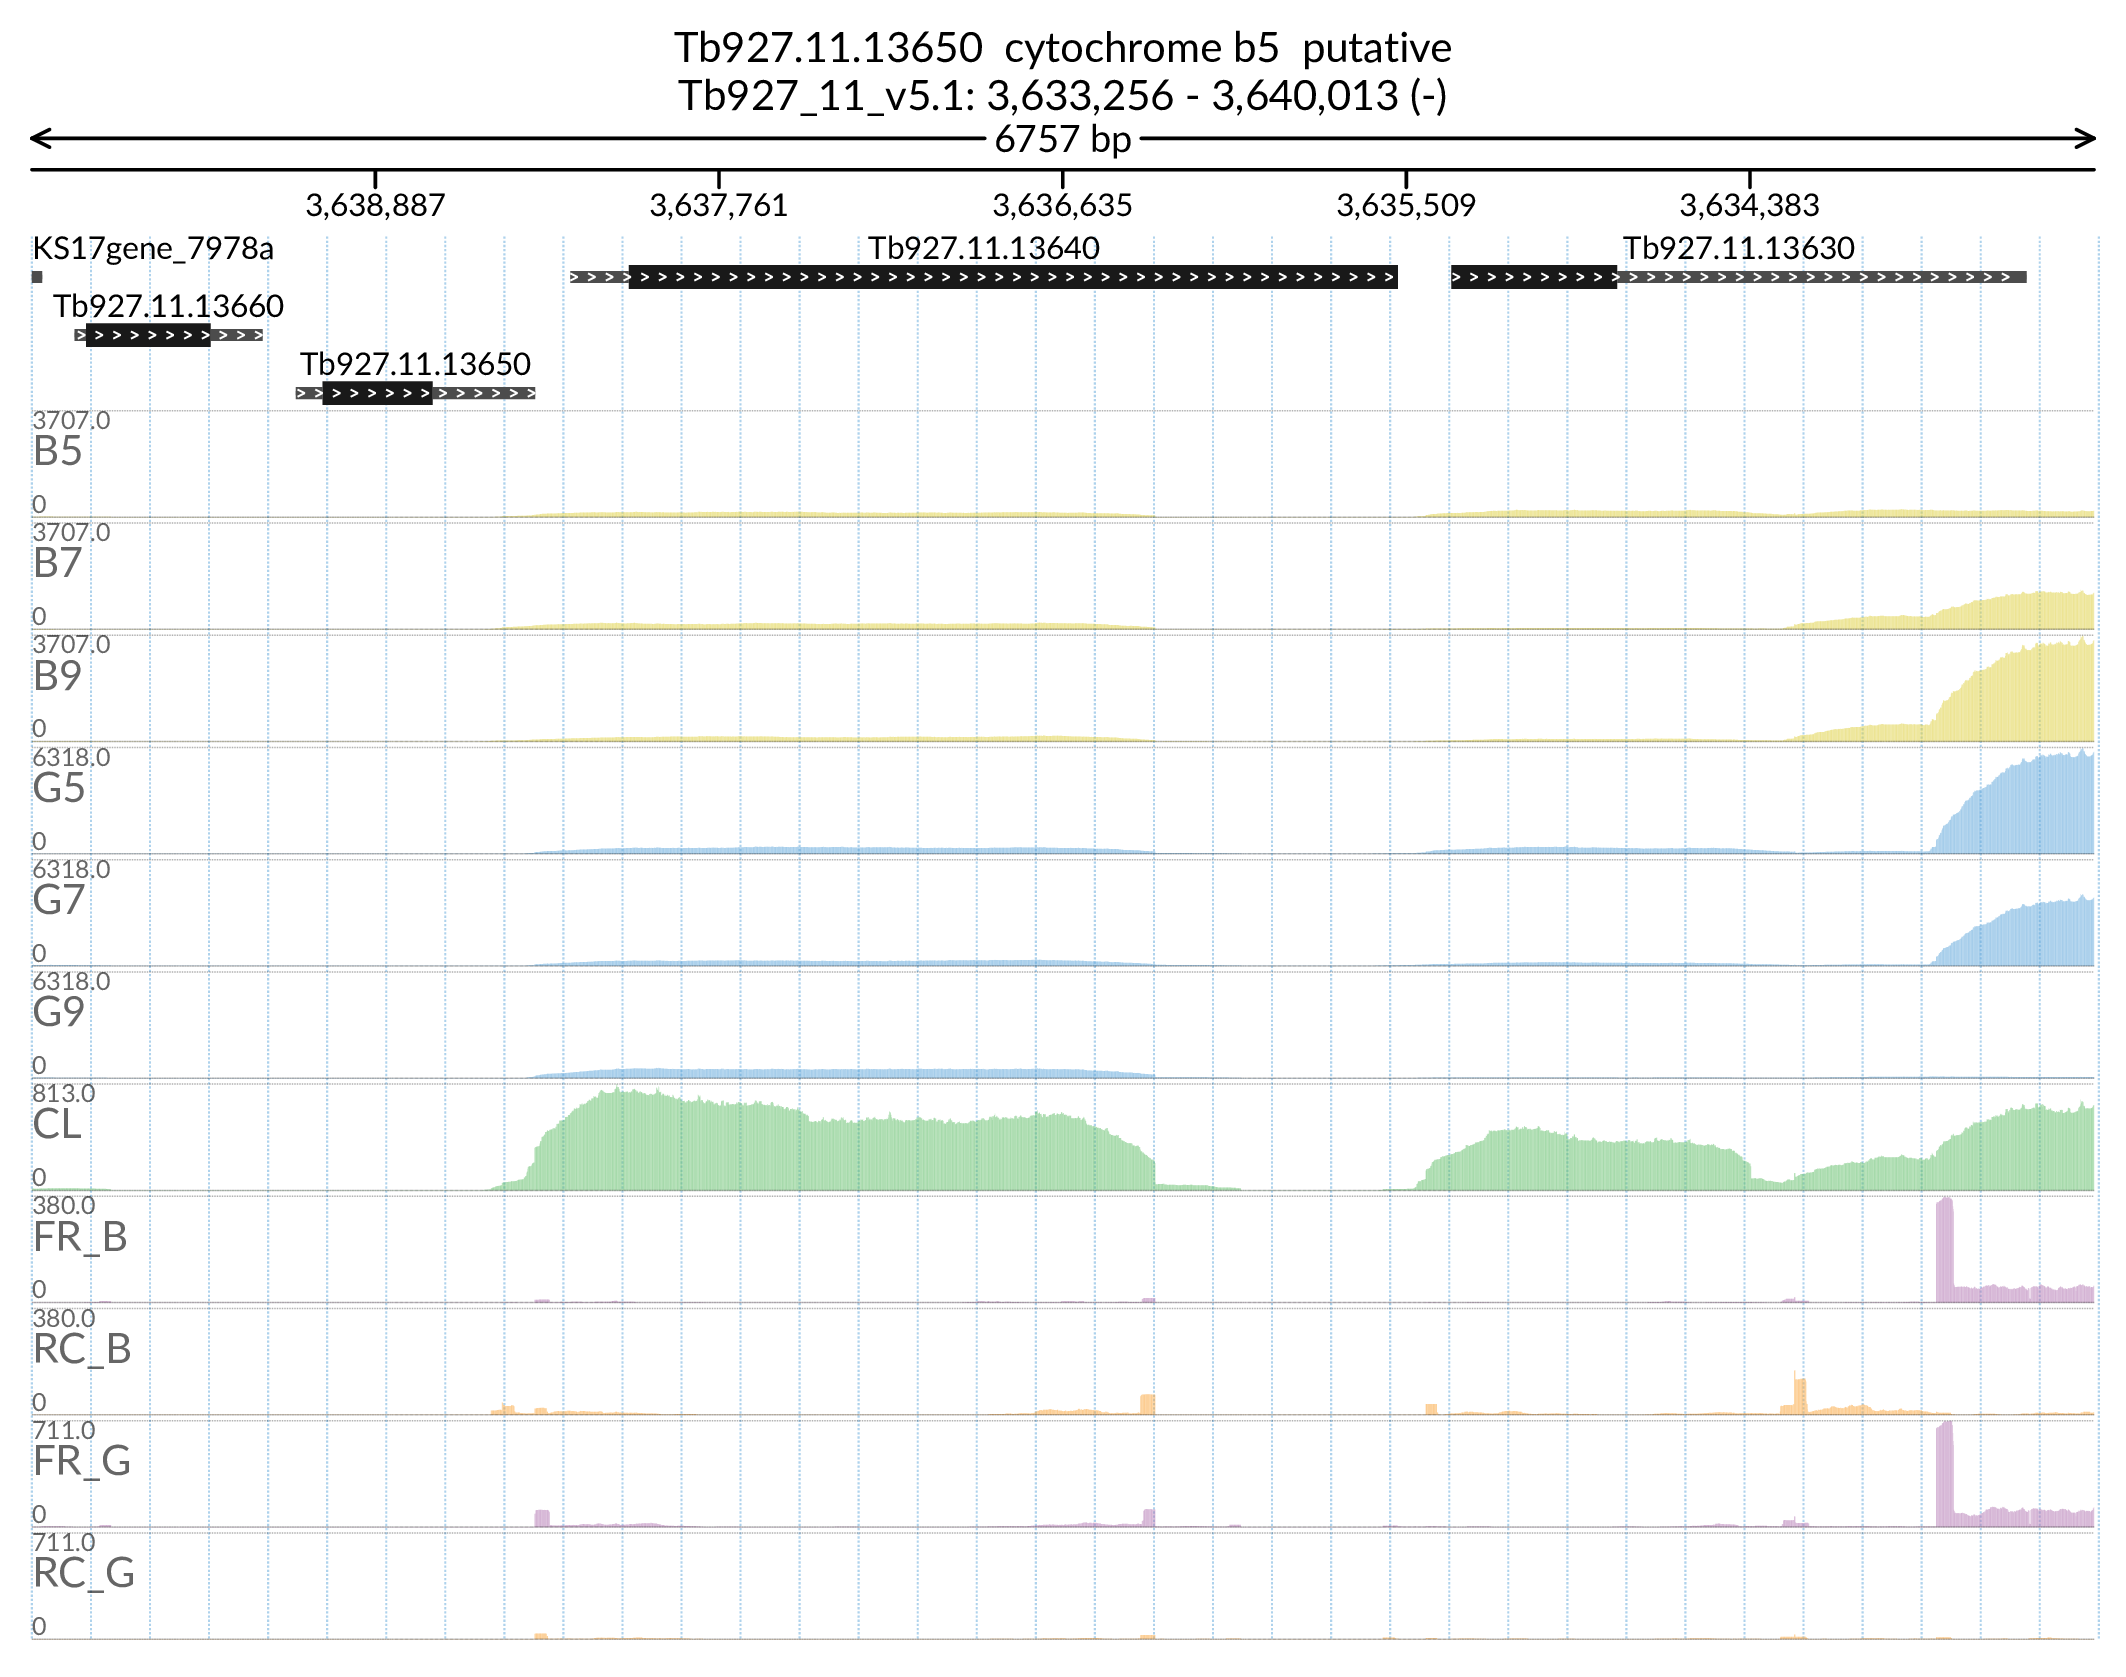 Tb927.11.13650 cytochrome b5 putative
Tb927_11_v5.1: 3,633,256 - 3,640,013 (-)
6757 bp
3,638,887 3,637,761 3,636,635 3,635,509 3,634,383
KS17gene_7978a Tb927.11.13640 Tb927.11.13630
Tb927.11.13660
Tb927.11.13650
3707.0
B5
0
3707.0
B7
0
3707.0
B9
0
6318.0
G5
0
6318.0
G7
0
6318.0
G9
0
813.0
CL
0
380.0
FR_B
0
380.0
RC_B
0
711.0
FR_G
0
711.0
RC_G
0